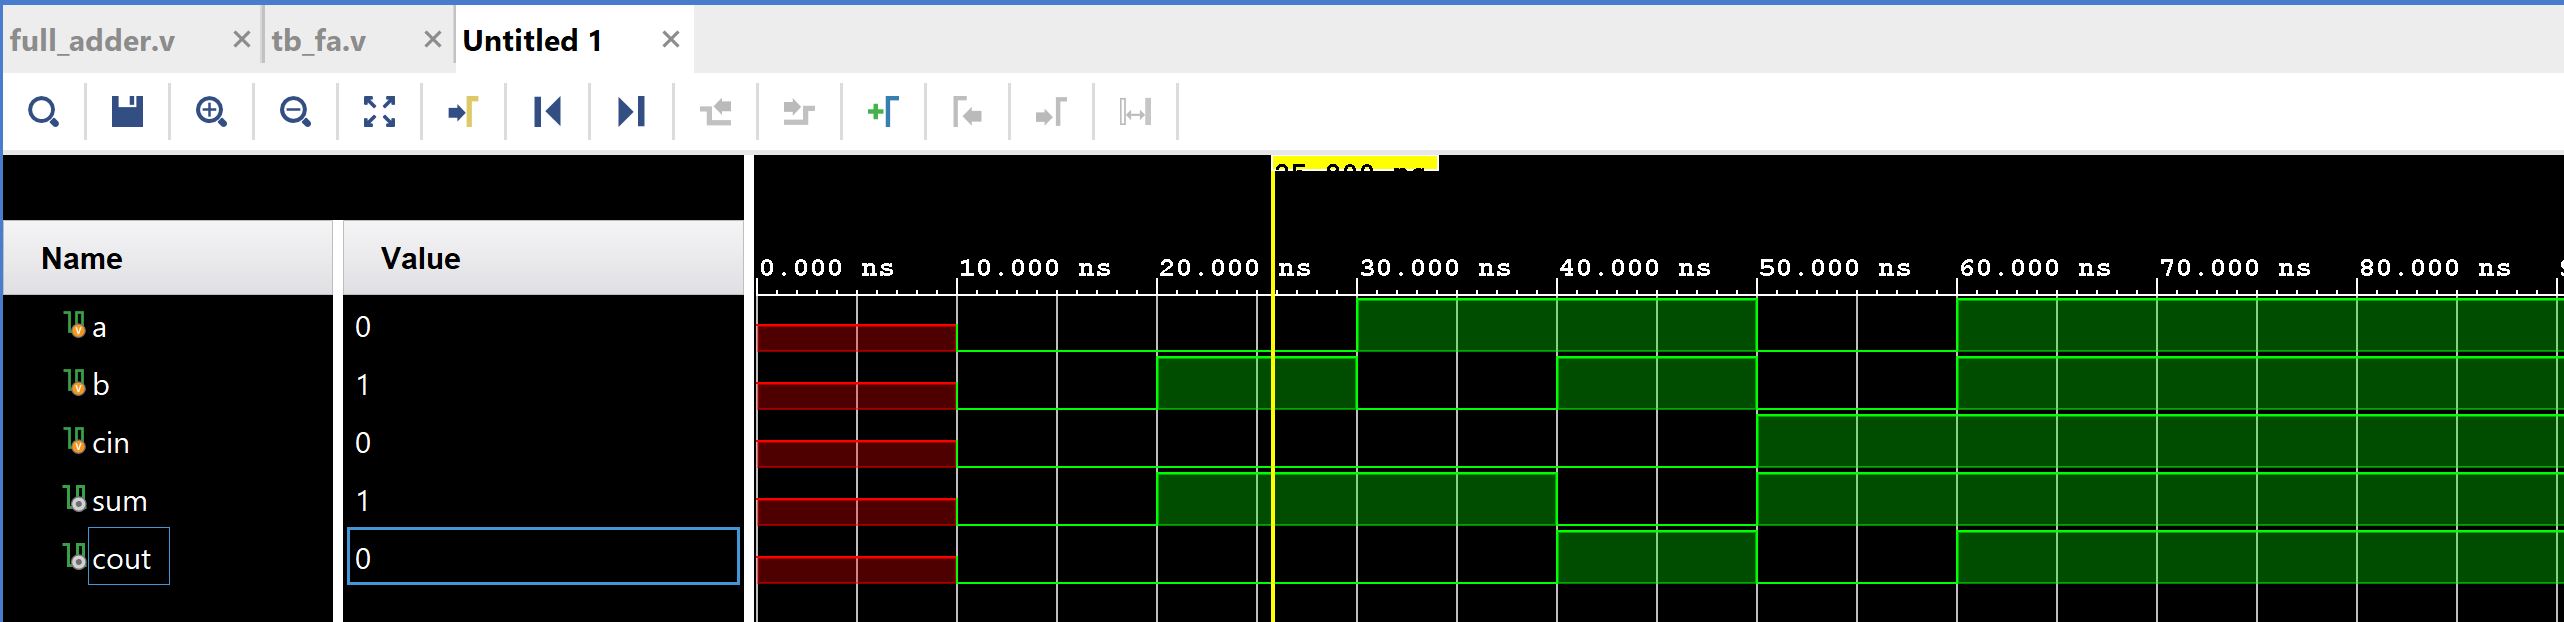 full_adder.v tb_fa.v Untitled 1
Name Value
0.000 ns 10.000 ns 20.000 ns 30.000 ns 40.000 ns 50.000 ns 60.000 ns 70.000 ns 80.000 ns
a 0
b 1
cin 0
sum 1
cout 0